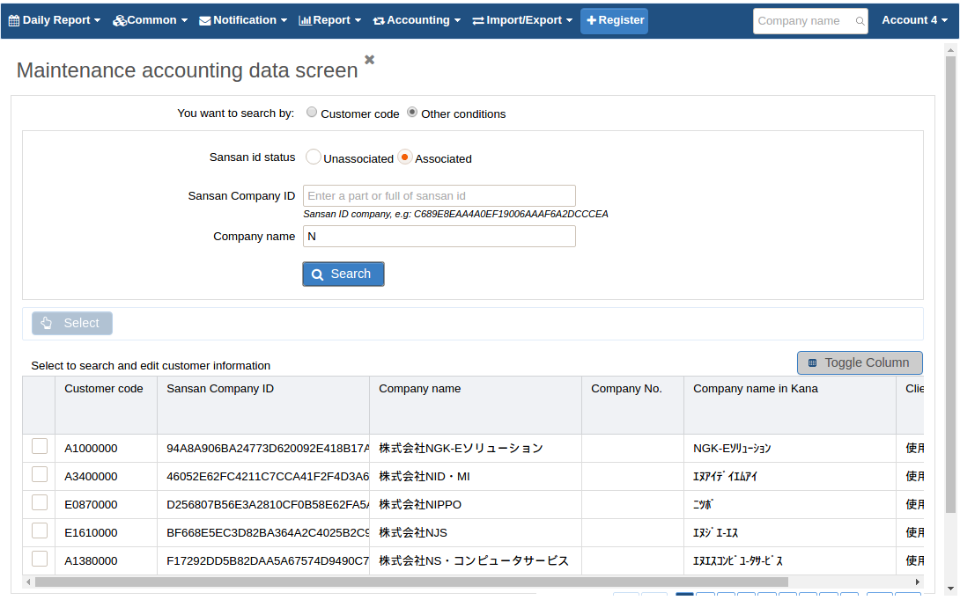 Daily Report Common Notification Report Accounting Import/Export Register Company name Account 4
Maintenance accounting data screen
You want to search by: Customer code Other conditions
Sansan id status Unassociated Associated
Sansan Company ID Enter a part or full of sansan id
Sansan ID company, e.g: C689E8EAA4A0EF19006AAAF6A2DCCCEA
Company name N
Search
Select
Select to search and edit customer information Toggle Column
Customer code Sansan Company ID Company name Company No. Company name in Kana Clie
A1000000 94A8A906BA24773D620092E418B17A 株式会社NGK-Eソリューション NGK-Eｿﾘｭｰｼｮﾝ 使用
A3400000 46052E62FC4211C7CCA41F2F4D3A6 株式会社NID・MI ｴﾇｱｲﾃﾞｲｴﾑｱｲ 使用
E0870000 D256807B56E3A2810CF0B58E62FA5A 株式会社NIPPO ﾆﾂﾎﾟ 使用
E1610000 BF668E5EC3D82BA364A2C4025B2C9 株式会社NJS ｴﾇｼﾞｴ-ｴｽ 使用
A1380000 F17292DD5B82DAA5A67574D9490C7 株式会社NS・コンピュータサービス ｴﾇｴｽｺﾝﾋﾟﾕ-ﾀｻ-ﾋﾞｽ 使用